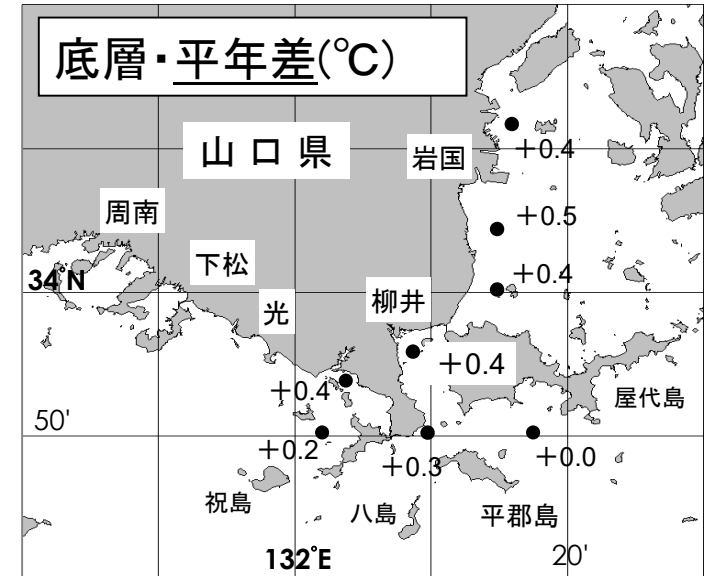 底層・平年差(℃)
+0.4
山口県
岩国
+0.5
周南
+0.4
下松
34°N
柳井
光
+0.4
+0.4
屋代島
50'
+0.2
+0.3
+0.0
祝島
八島
平郡島
132°E
20'